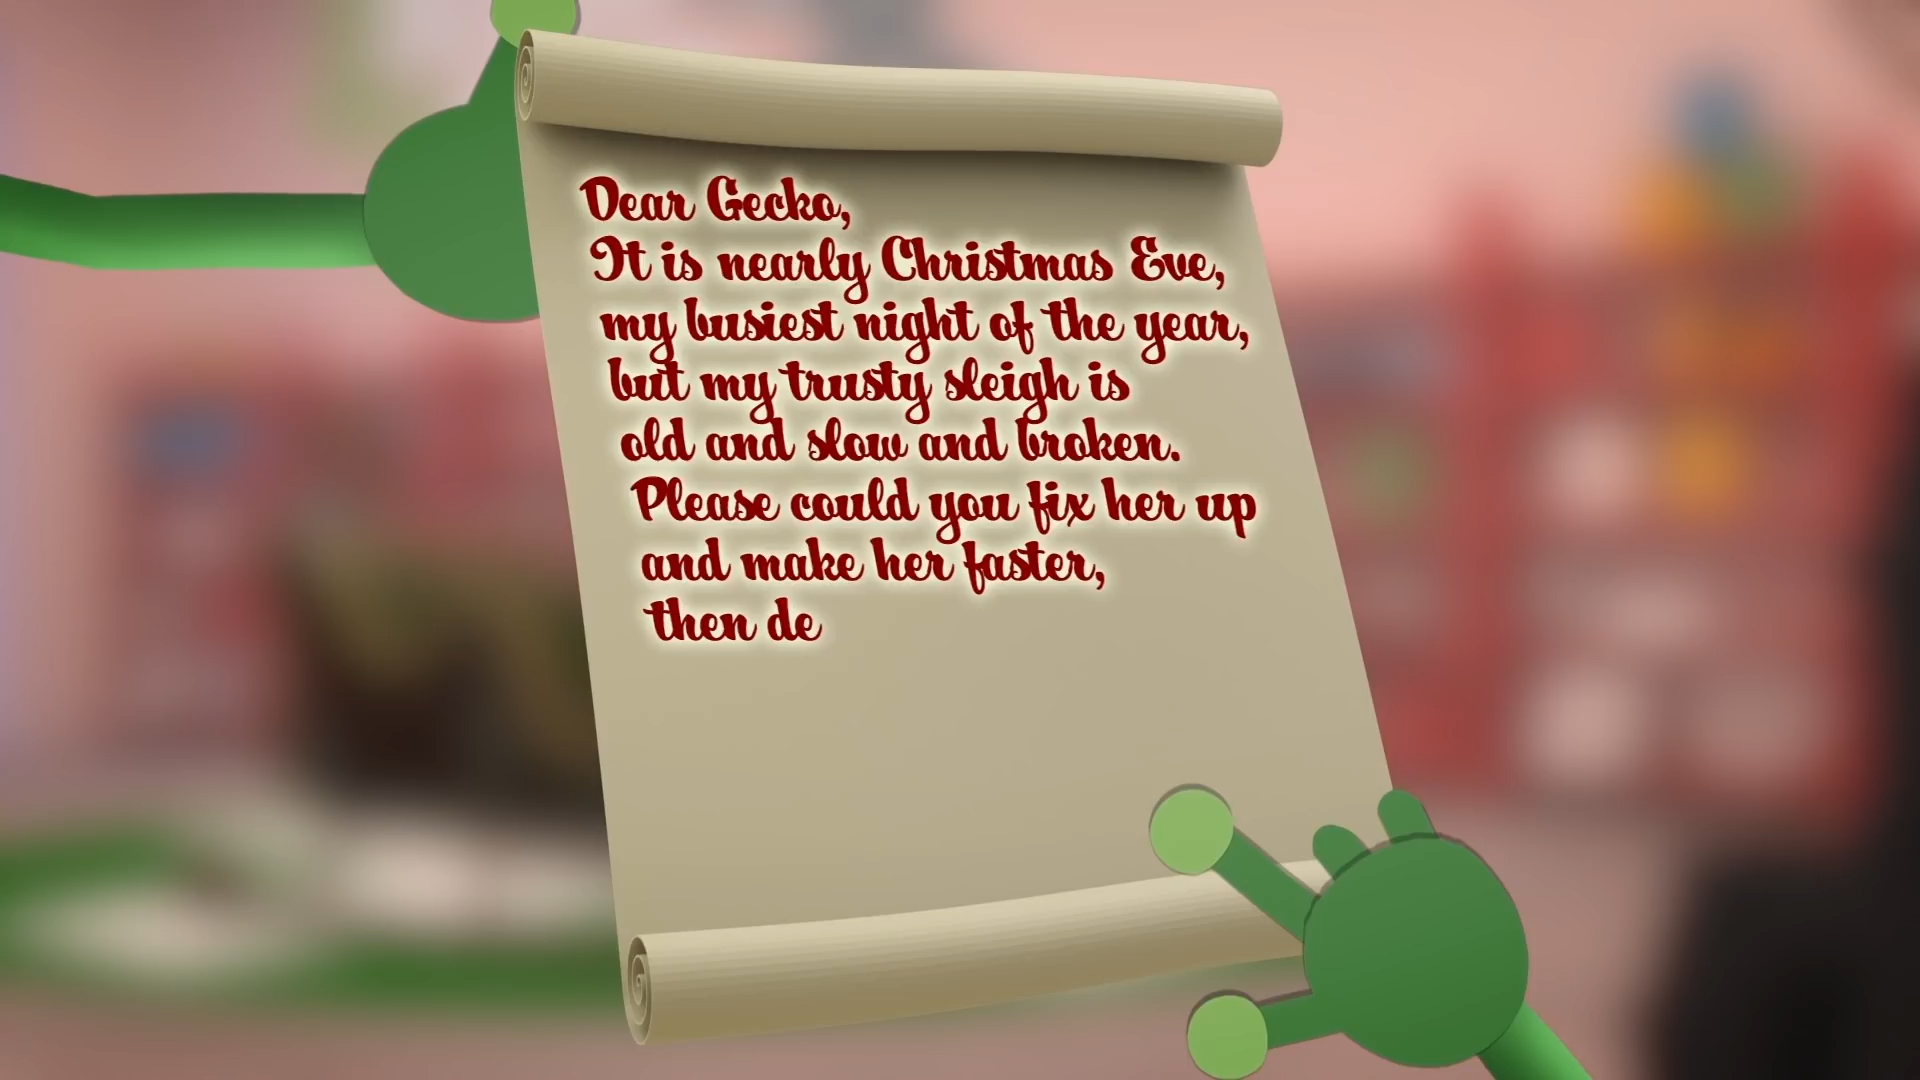 Dear Gecko,
It is nearly Christmas Eve,
my busiest night of the year,
but my trusty sleigh is
old and slow and broken.
Please could you fix her up
and make her faster,
then de